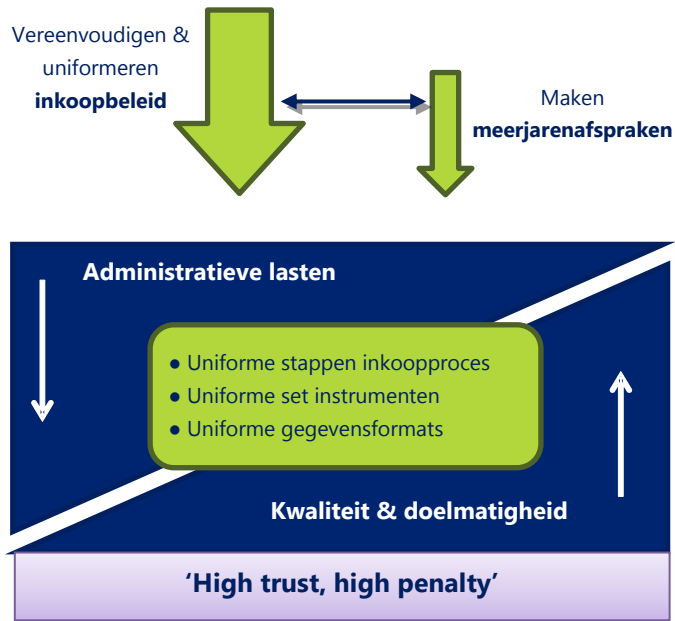 Vereenvoudigen &
uniformeren
inkoopbeleid
Maken
meerjarenafspraken
Administratieve lasten
● Uniforme stappen inkoopproces
● Uniforme set instrumenten
● Uniforme gegevensformats
Kwaliteit & doelmatigheid
‘High trust, high penalty’